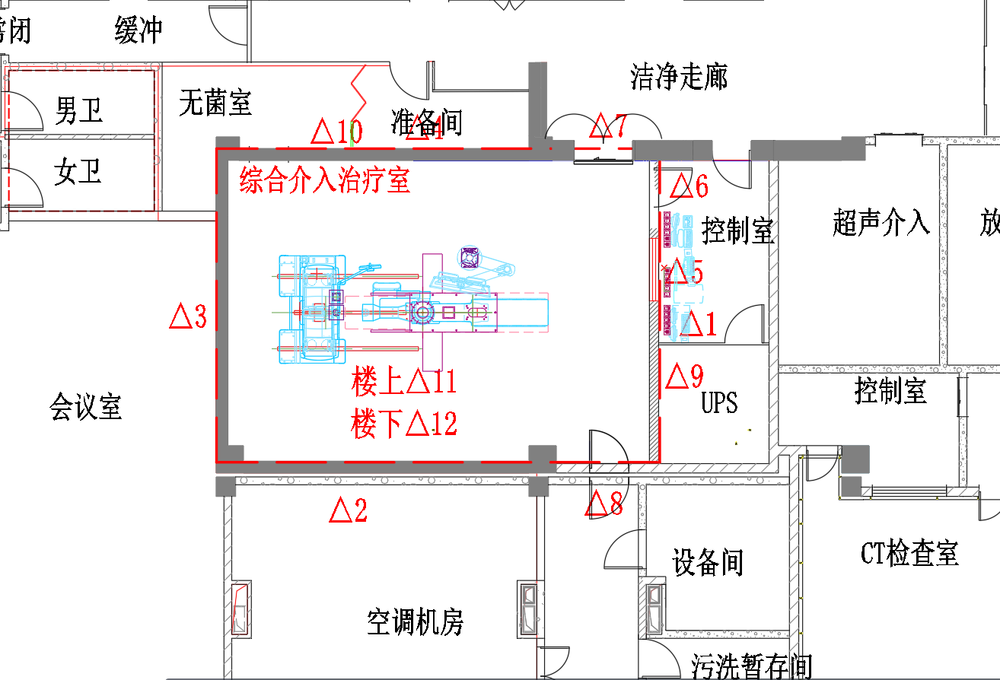 闭
缓冲
洁净走廊
男卫
无菌室
准备间
△10
△4
△7
女卫
综合介入治疗室
△6
控制室
超声介入
放
△5
△3
△1
楼上△11
△9
控制室
会议室
UPS
楼下△12
△2
△8
设备间
CT检查室
空调机房
污洗暂存间